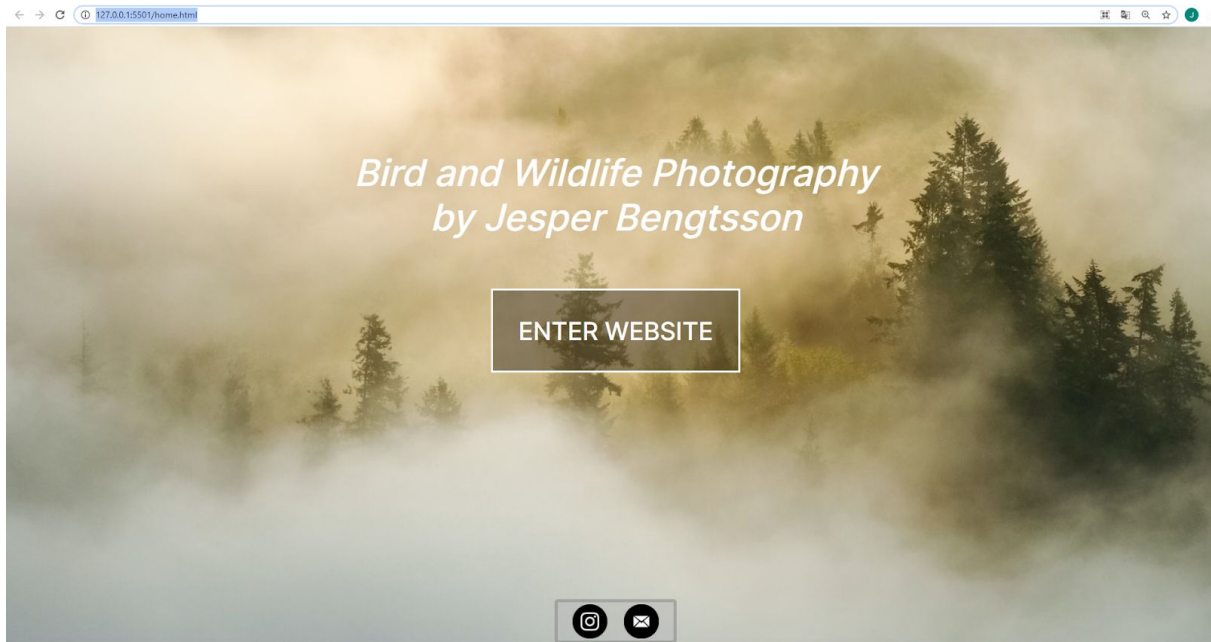 127.0.0.1:5501/home.html
J
Bird and Wildlife Photography
by Jesper Bengtsson
ENTER WEBSITE